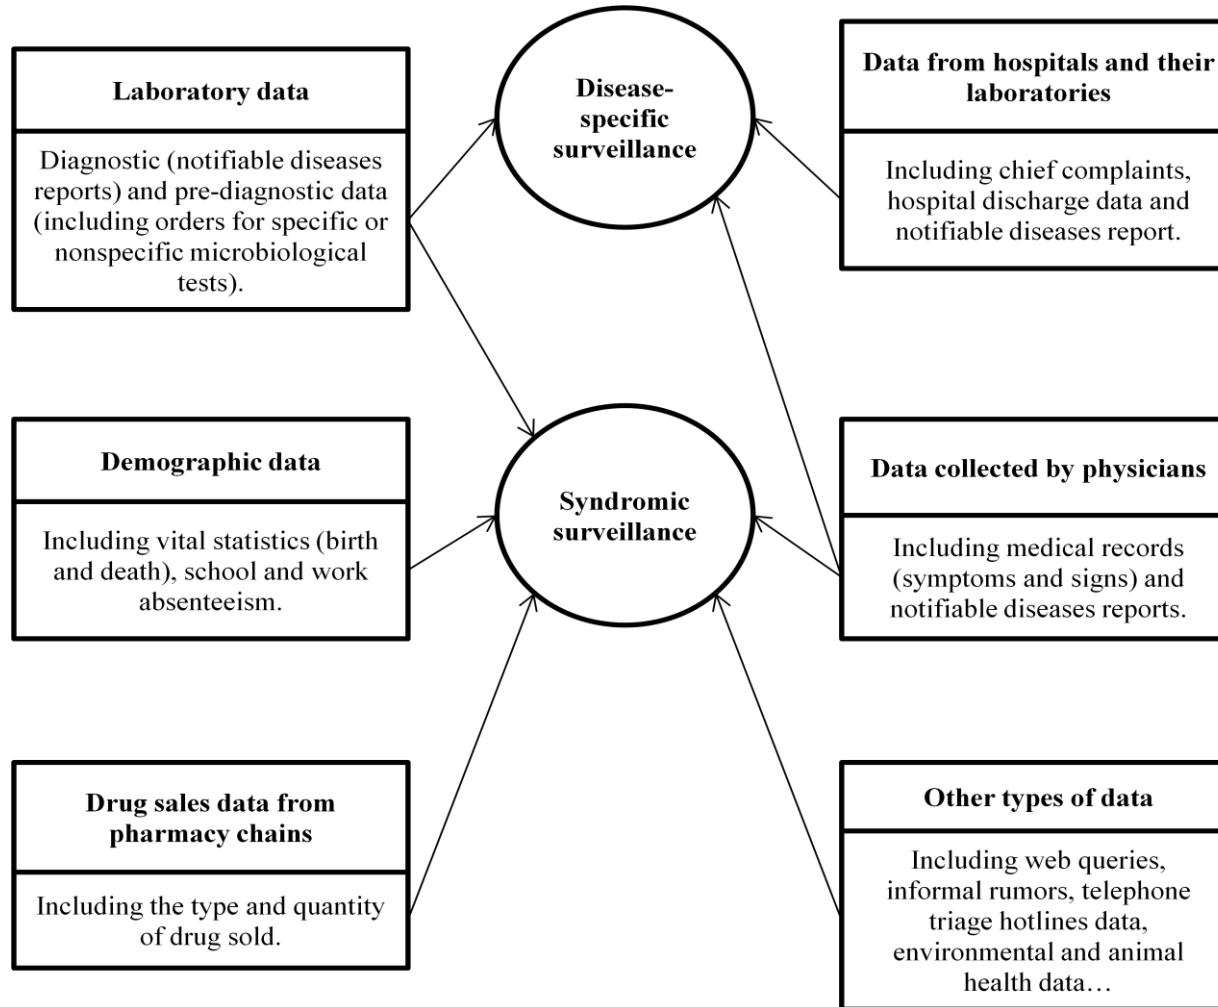 Laboratory data
Diagnostic (notifiable diseases
reports) and pre-diagnostic data
(including orders for specific or
nonspecific microbiological
tests).
Disease-
specific
surveillance
Data from hospitals and their
laboratories
Including chief complaints,
hospital discharge data and
notifiable diseases report.
Demographic data
Including vital statistics (birth
and death), school and work
absenteeism.
Syndromic
surveillance
Data collected by physicians
Including medical records
(symptoms and signs) and
notifiable diseases reports.
Drug sales data from
pharmacy chains
Including the type and quantity
of drug sold.
Other types of data
Including web queries,
informal rumors, telephone
triage hotlines data,
environmental and animal
health data…